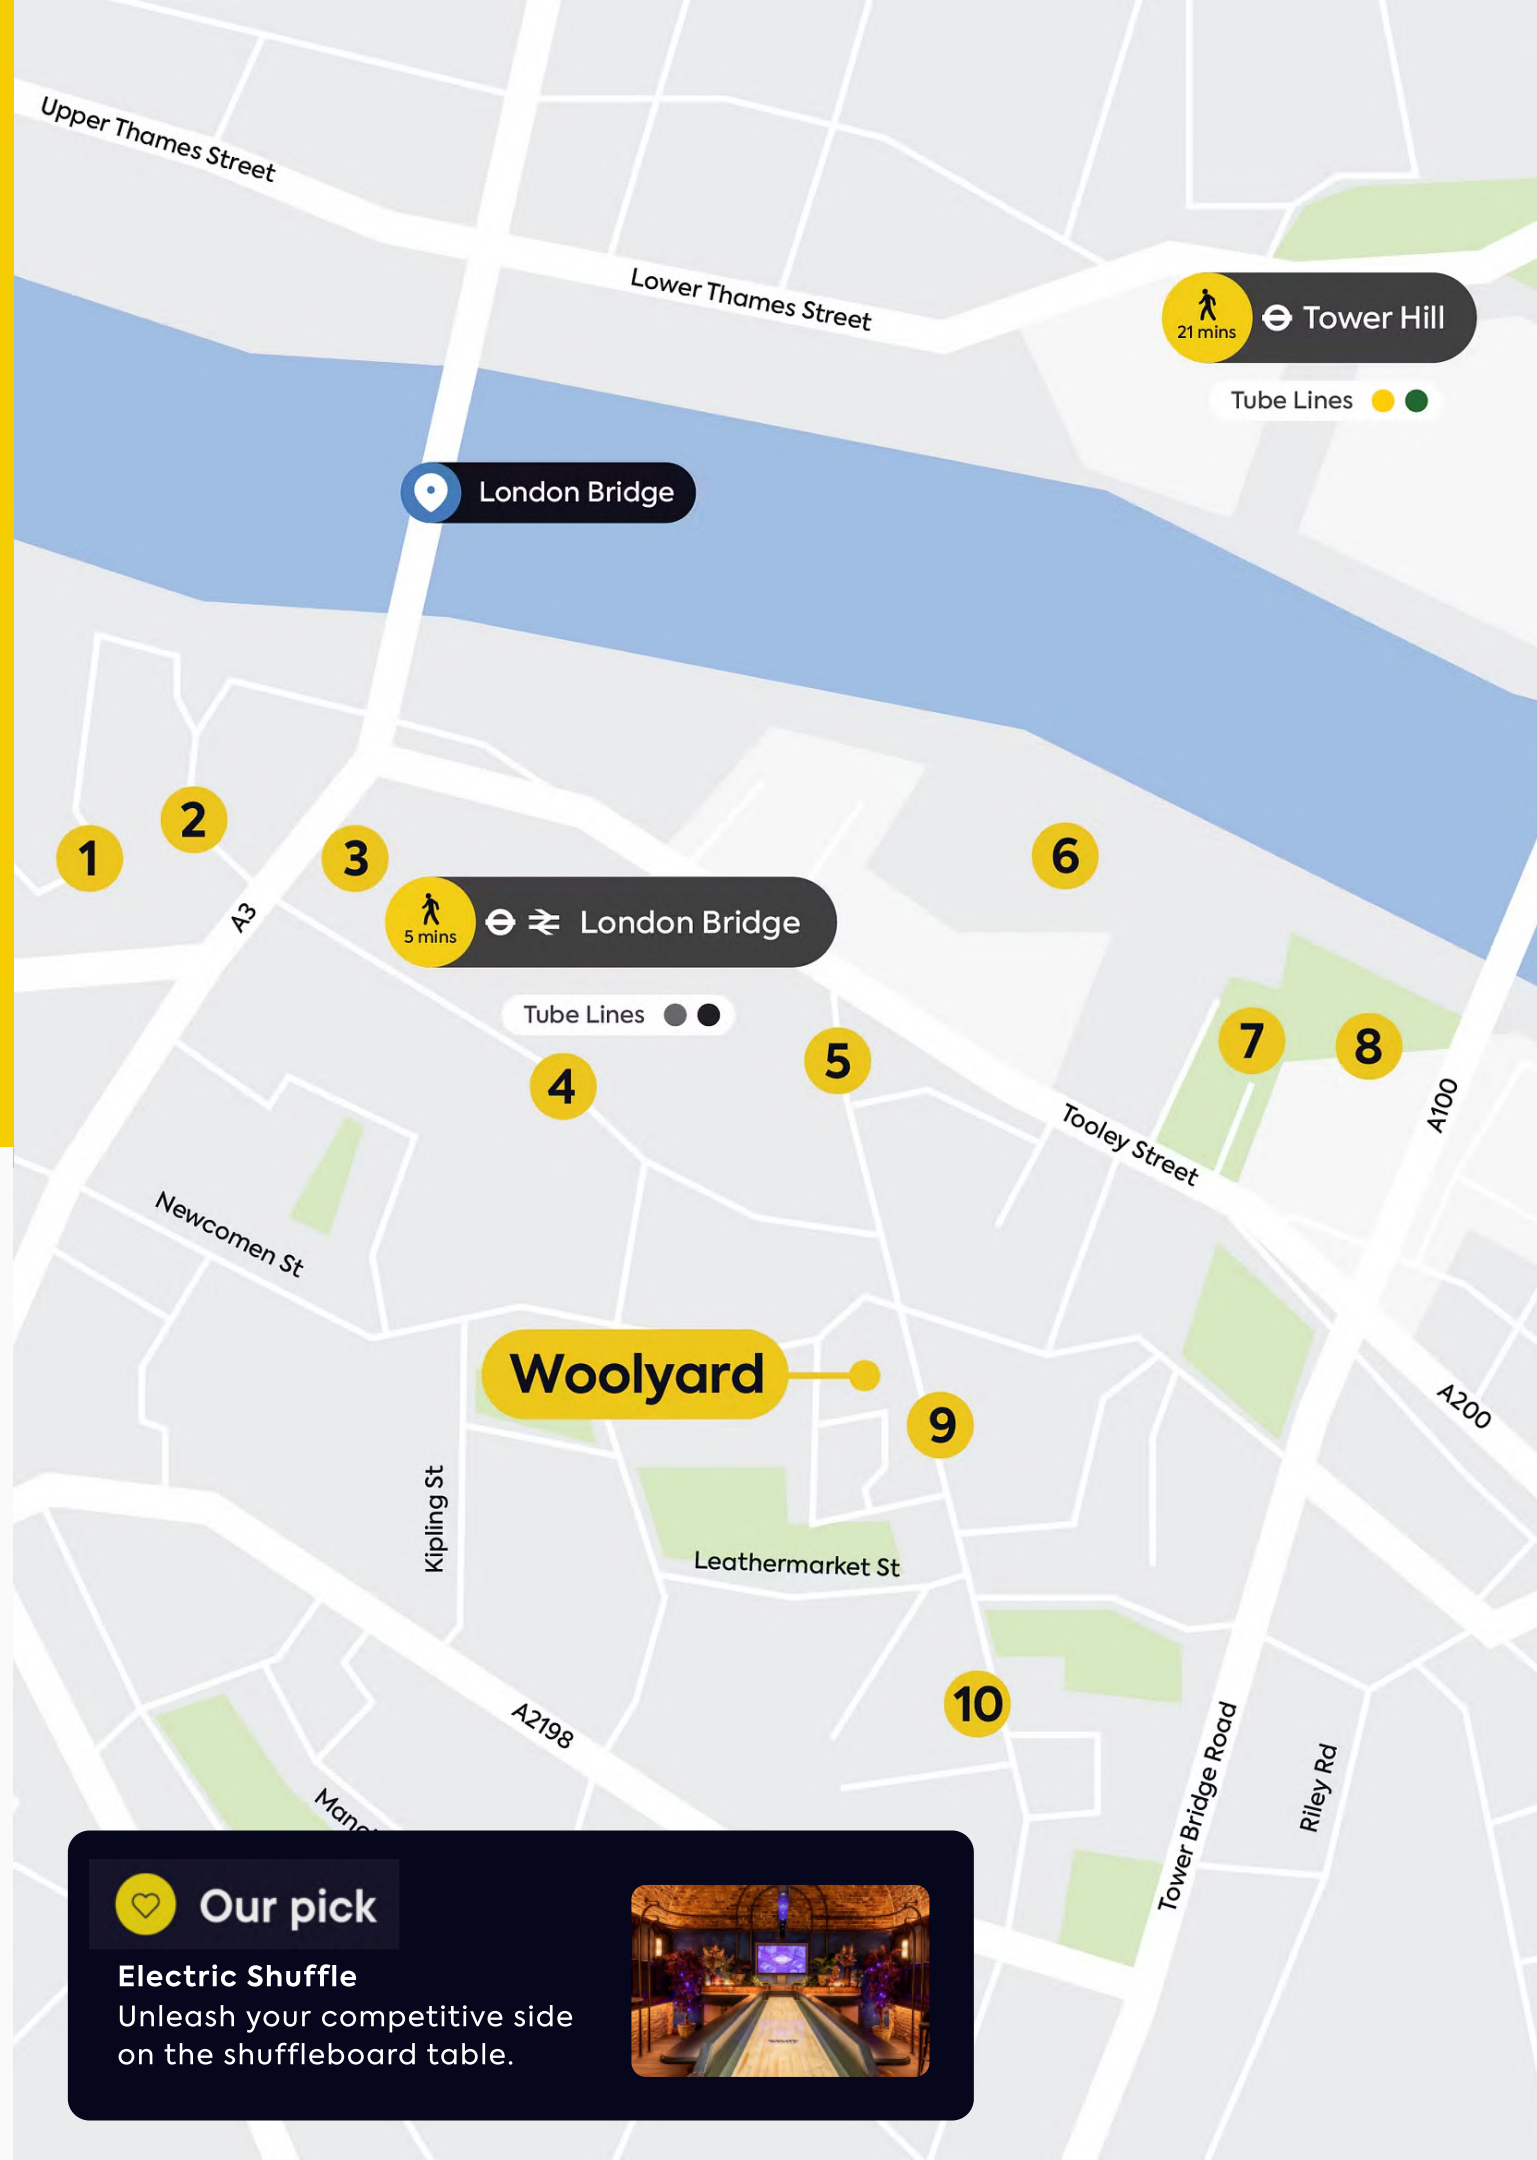 Upper Thames Street
Lower Thames Street
21 mins
Tower Hill
Tube Lines
London Bridge
1
2
3
6
A3
5 mins
London Bridge
Tube Lines
4
5
7
8
A100
Tooley Street
Newcomen St
Woolyard
9
A200
Kipling St
Leathermarket St
10
A2198
Tower Bridge Road
Riley Rd
Our pick
Electric Shuffle
Unleash your competitive side
on the shuffleboard table.